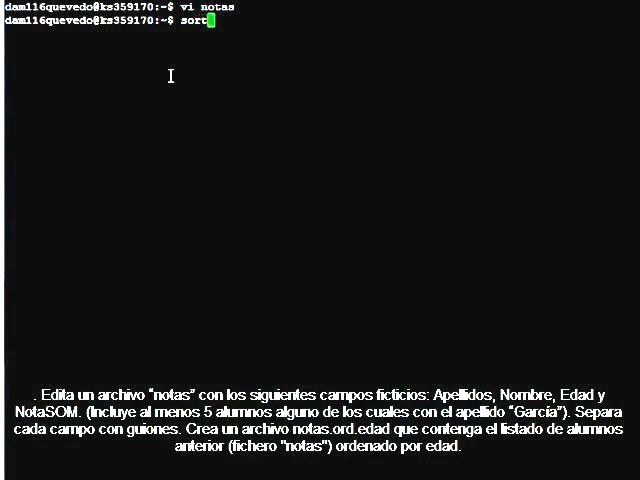 dam116quevedo@ks359170:~$ vi notas
dam116quevedo@ks359170:~$ sort
. Edita un archivo “notas” con los siguientes campos ficticios: Apellidos, Nombre, Edad y
NotaSOM. (Incluye al menos 5 alumnos alguno de los cuales con el apellido “García”). Separa
cada campo con guiones. Crea un archivo notas.ord.edad que contenga el listado de alumnos
anterior (fichero "notas") ordenado por edad.